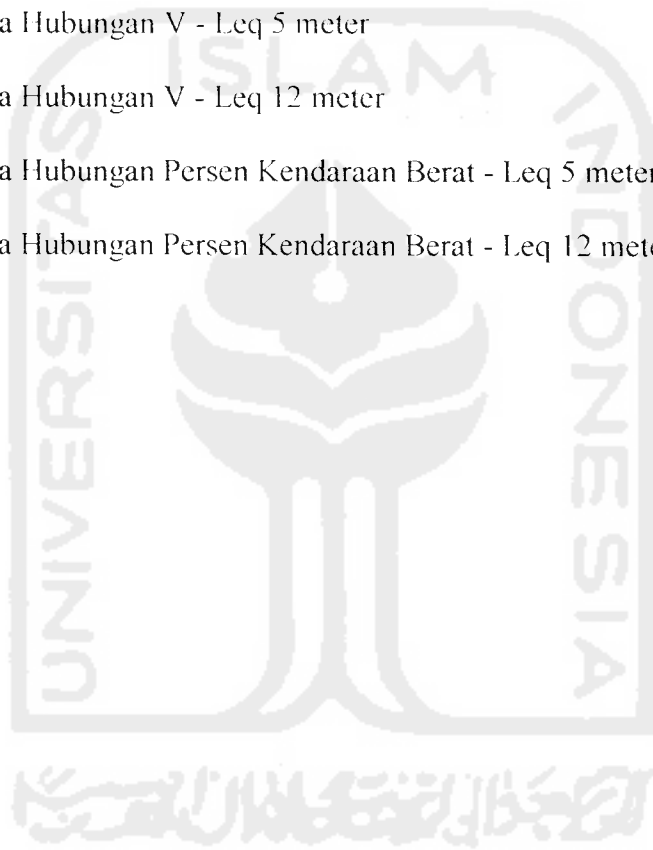 a Hubungan V - Leq 5 meter
a Hubungan V - Leq 12 meter
a Hubungan Persen Kendaraan Berat - Leq 5 meter
a Hubungan Persen Kendaraan Berat - Leq 12 mete
ISLAM
UNIVERSITAS
INDONESIA